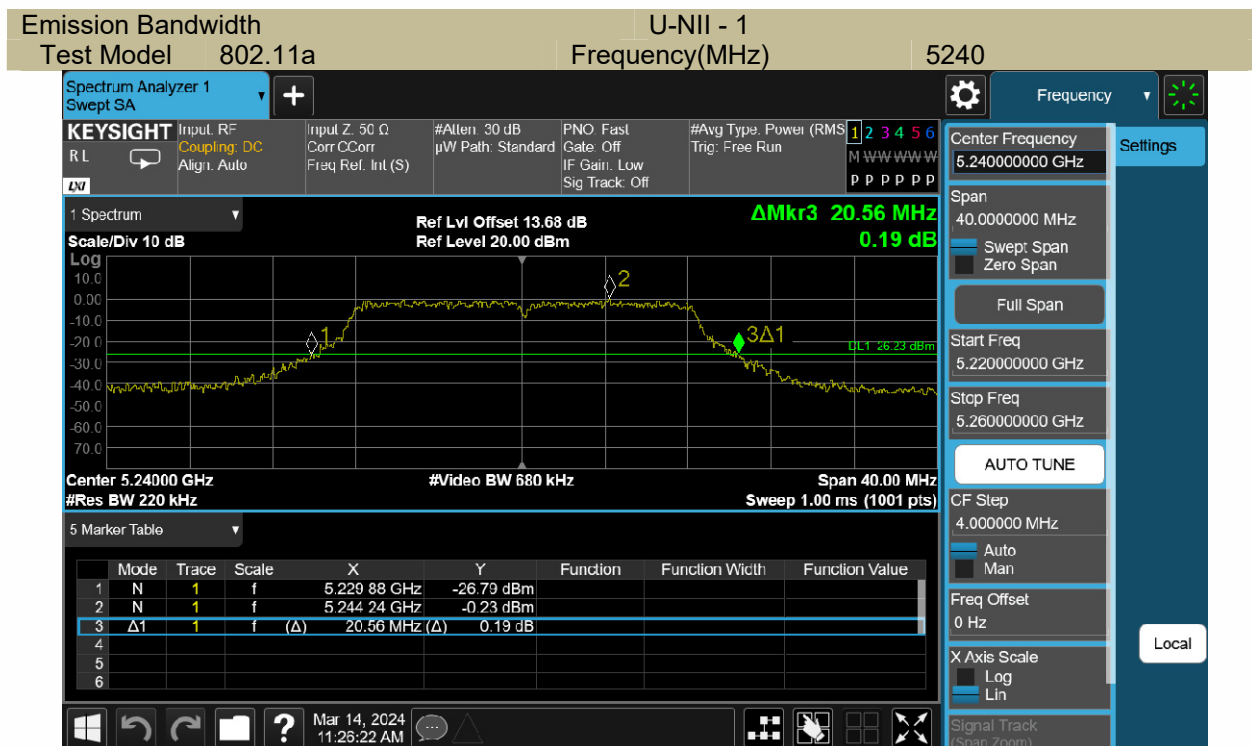 Emission Bandwidth U-NII - 1
Test Model 802.11a Frequency(MHz) 5240
Spectrum Analyzer 1
Swept SA
Frequency
KEYSIGHT Input: RF Input Z: 50 Ω #Atten: 30 dB PNO: Fast #Avg Type: Power (RMS 1 2 3 4 5 6
RL Coupling: DC Corr CCorr µW Path: Standard Gate: Off Trig: Free Run M W W W W W
Align: Auto Freq Ref: Int (S) IF Gain: Low
LXI Sig Track: Off P P P P P P
Center Frequency
5.240000000 GHz
Settings
1 Spectrum
Ref Lvl Offset 13.68 dB
ΔMkr3 20.56 MHz
Scale/Div 10 dB
Ref Level 20.00 dBm
0.19 dB
Log
10.0
0.00
-10.0
-20.0
-30.0
-40.0
-50.0
-60.0
70.0
1
2
3Δ1
DL1 26.23 dBm
Center 5.24000 GHz #Video BW 680 kHz Span 40.00 MHz
#Res BW 220 kHz Sweep 1.00 ms (1001 pts)
Span
40.0000000 MHz
Swept Span
Zero Span
Full Span
Start Freq
5.220000000 GHz
Stop Freq
5.260000000 GHz
AUTO TUNE
CF Step
4.000000 MHz
Auto
Man
Freq Offset
0 Hz
X Axis Scale
Log
Lin
Signal Track
(Span Zoom)
Local
5 Marker Table
Mode Trace Scale X Y Function Function Width Function Value
1 N 1 f 5.229 88 GHz -26.79 dBm
2 N 1 f 5.244 24 GHz -0.23 dBm
3 Δ1 1 f (Δ) 20.56 MHz (Δ) 0.19 dB
4
5
6
? Mar 14, 2024
11:26:22 AM